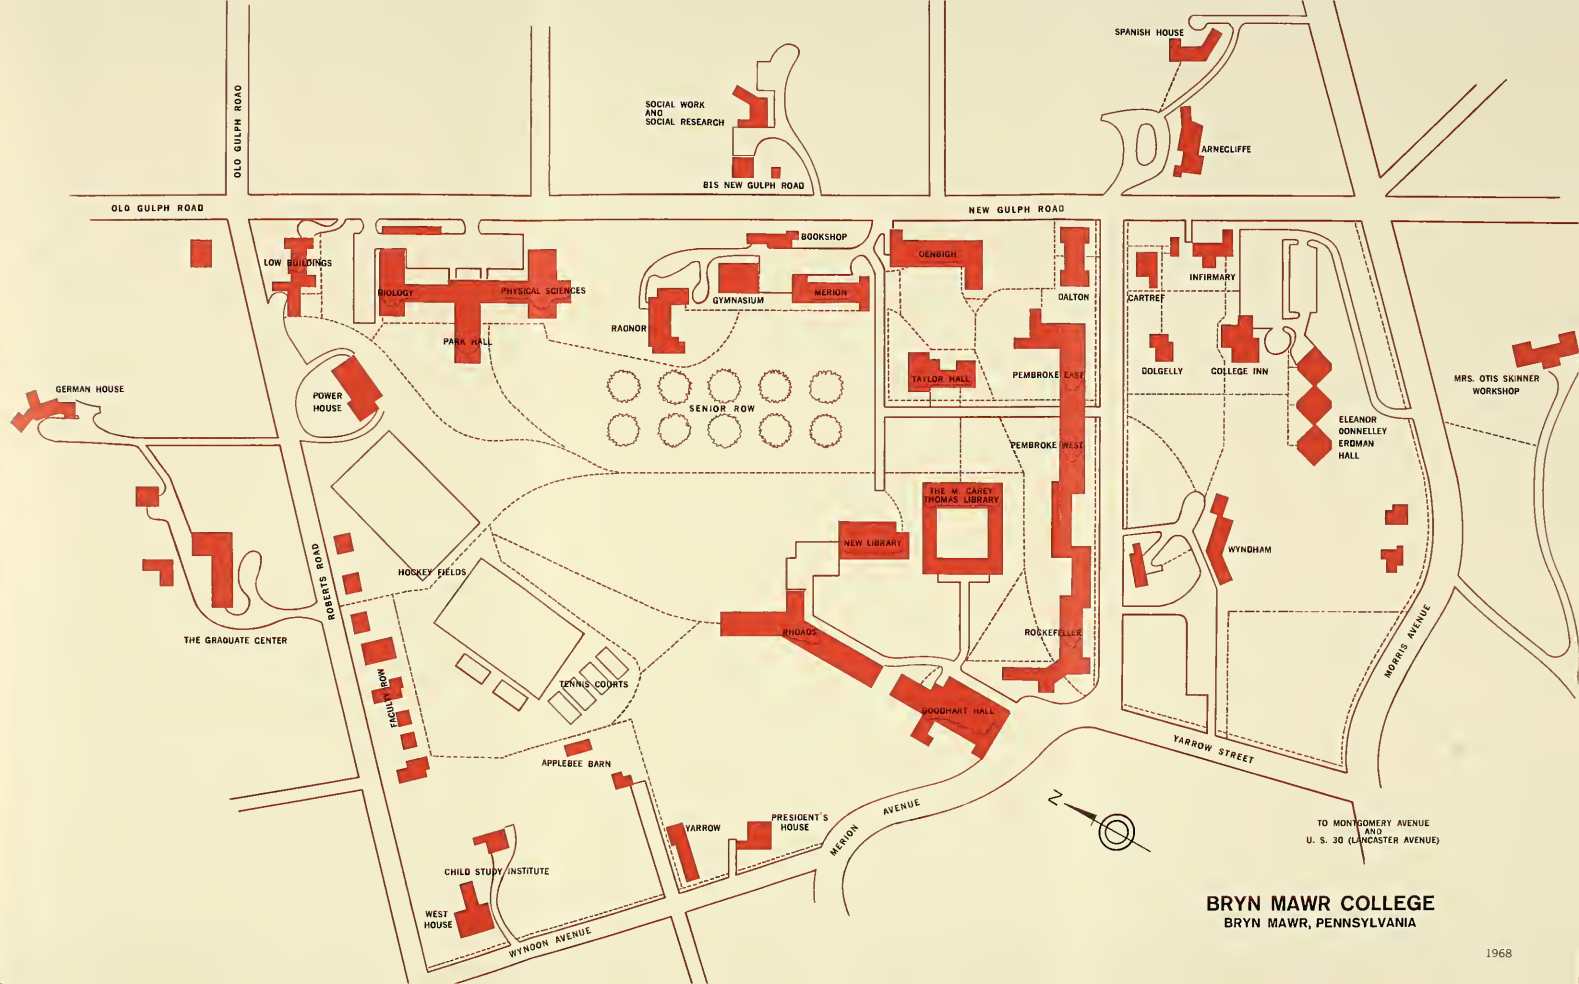 SPANISH HOUSE
OLD GULPH ROAD
SOCIAL WORK
AND
SOCIAL RESEARCH
ARNECLIFFE
815 NEW GULPH ROAD
OLD GULPH ROAD
NEW GULPH ROAD
BOOKSHOP
DENBIGH
LOW BUILDINGS
INFIRMARY
BIOLOGY
PHYSICAL SCIENCES
GYMNASIUM
MERION
DALTON
CARTREF
RADNOR
PARK HALL
DOLGELLY
COLLEGE INN
PEMBROKE EAST
TAYLOR HALL
MRS. OTIS SKINNER
WORKSHOP
GERMAN HOUSE
POWER
HOUSE
SENIOR ROW
ELEANOR
DONNELLEY
ERDMAN
HALL
PEMBROKE WEST
THE M. CAREY
THOMAS LIBRARY
NEW LIBRARY
WYNDHAM
HOCKEY FIELDS
ROBERTS ROAD
THE GRADUATE CENTER
RHOADS
ROCKEFELLER
MORRIS AVENUE
TENNIS COURTS
FACULTY ROW
GOODHART HALL
YARROW STREET
APPLEBEE BARN
MERION AVENUE
PRESIDENT'S
HOUSE
YARROW
N
TO MONTGOMERY AVENUE
AND
U. S. 30 (LANCASTER AVENUE)
CHILD STUDY INSTITUTE
WEST
HOUSE
WYNDON AVENUE
BRYN MAWR COLLEGE
BRYN MAWR, PENNSYLVANIA
1968